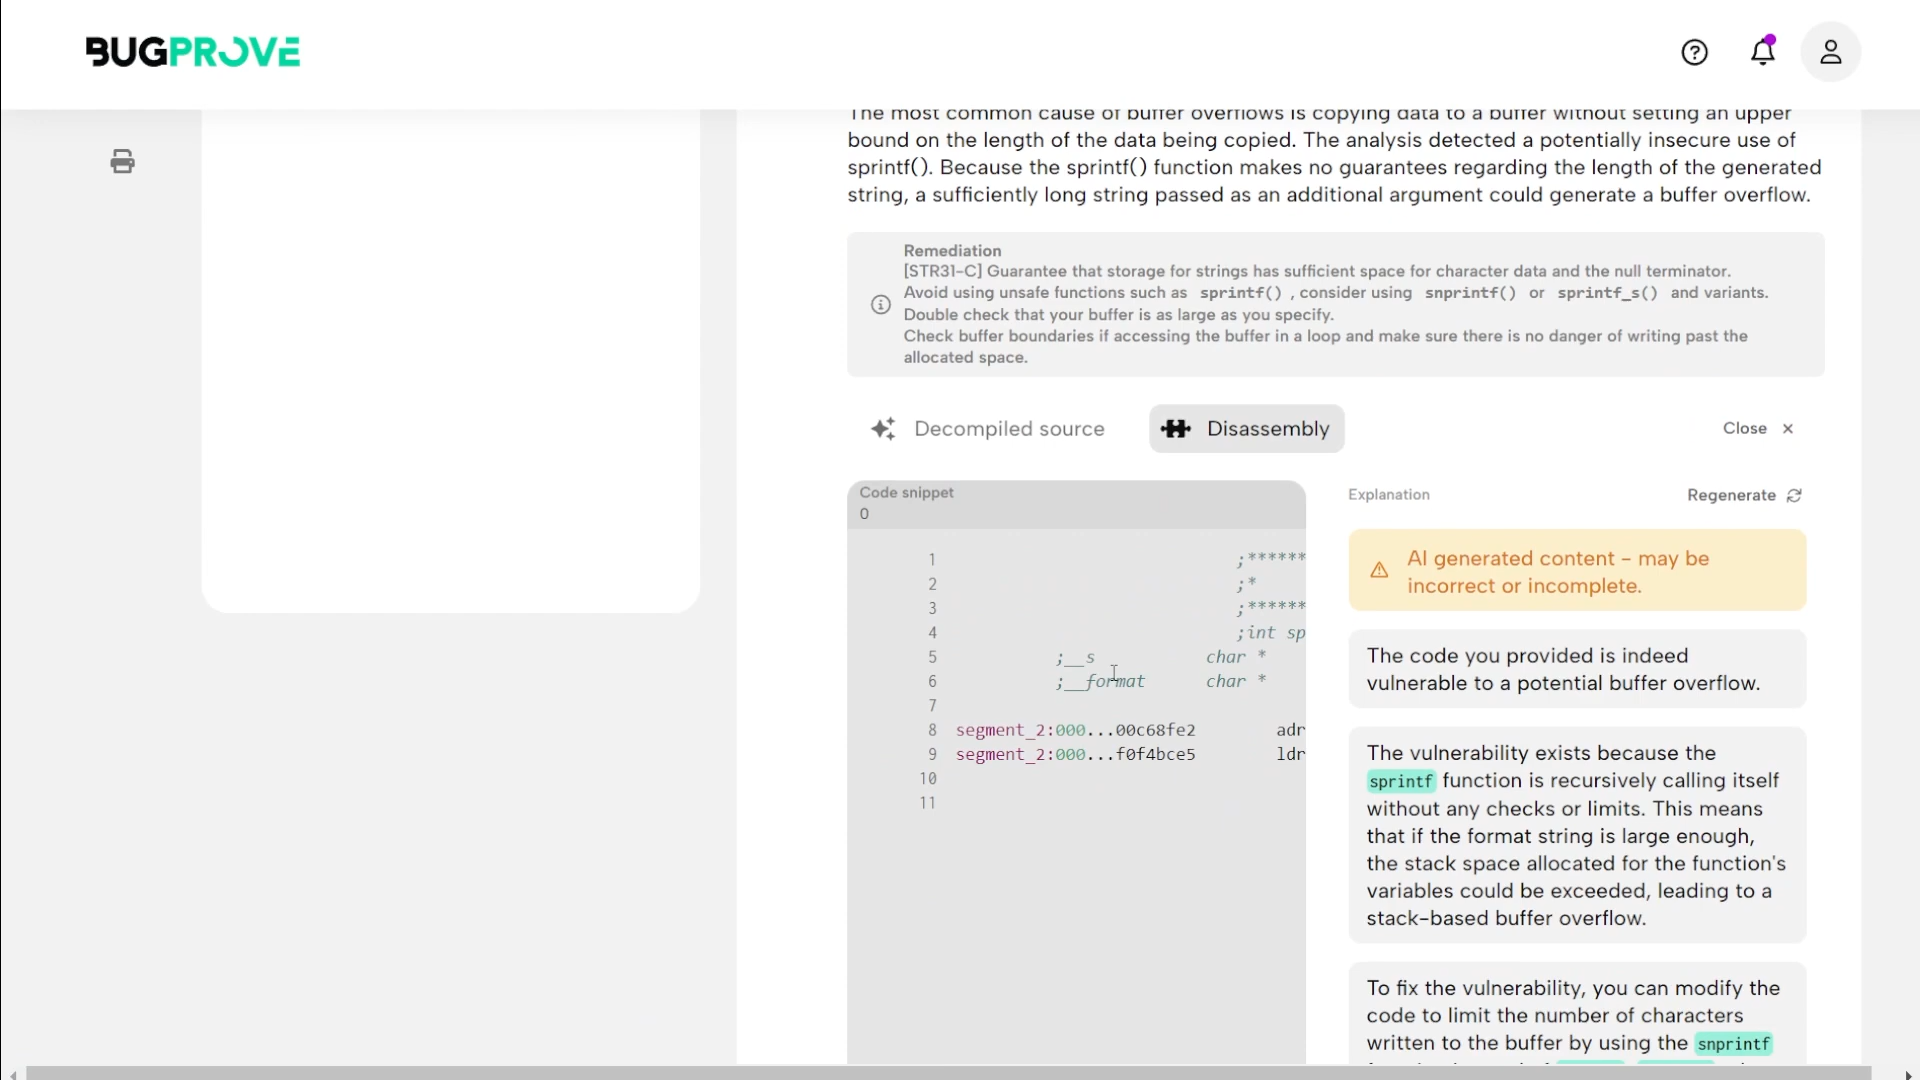 BUGPROVE
The most common cause of buffer overflows is copying data to a buffer without setting an upper
bound on the length of the data being copied. The analysis detected a potentially insecure use of
sprintf(). Because the sprintf() function makes no guarantees regarding the length of the generated
string, a sufficiently long string passed as an additional argument could generate a buffer overflow.
Remediation
[STR31-C] Guarantee that storage for strings has sufficient space for character data and the null terminator.
Avoid using unsafe functions such as sprintf() , consider using snprintf() or sprintf_s() and variants.
Double check that your buffer is as large as you specify.
Check buffer boundaries if accessing the buffer in a loop and make sure there is no danger of writing past the
allocated space.
Decompiled source
Disassembly
Close ×
Code snippet
0
1 ;******
2 ;*
3 ;******
4 ;int sp
5 ;__s char *
6 ;__format char *
7
8 segment_2:000...00c68fe2 adr
9 segment_2:000...f0f4bce5 ldr
10
11
Explanation
Regenerate
AI generated content - may be
incorrect or incomplete.
The code you provided is indeed
vulnerable to a potential buffer overflow.
The vulnerability exists because the
sprintf function is recursively calling itself
without any checks or limits. This means
that if the format string is large enough,
the stack space allocated for the function's
variables could be exceeded, leading to a
stack-based buffer overflow.
To fix the vulnerability, you can modify the
code to limit the number of characters
written to the buffer by using the snprintf